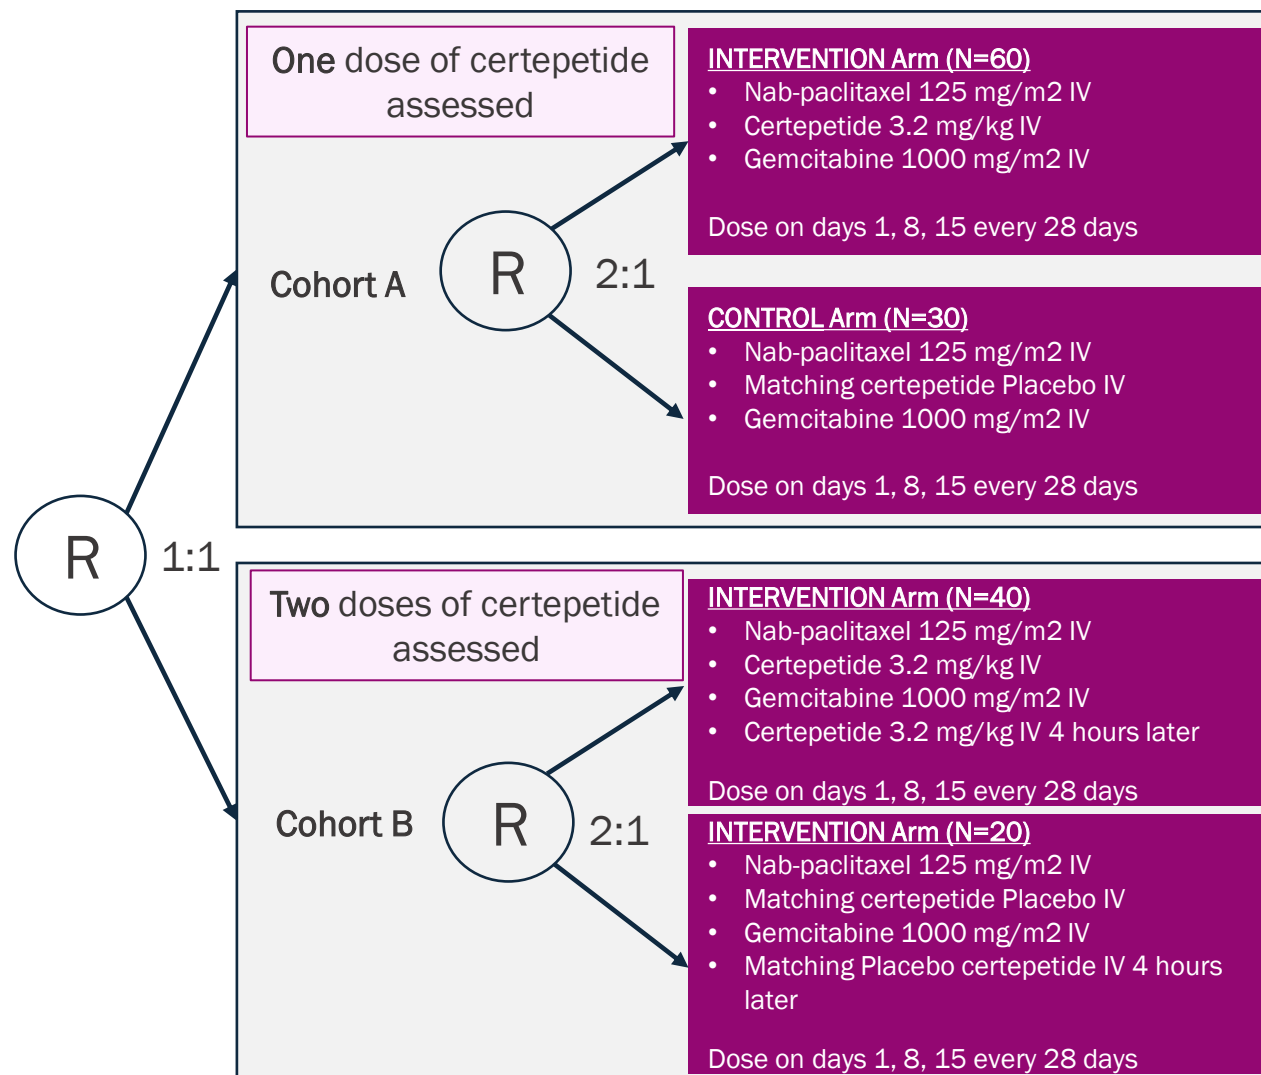 One dose of certepetide
assessed
INTERVENTION Arm (N=60)
• Nab-paclitaxel 125 mg/m2 IV
• Certepetide 3.2 mg/kg IV
• Gemcitabine 1000 mg/m2 IV
Dose on days 1, 8, 15 every 28 days
Cohort A
R
2:1
CONTROL Arm (N=30)
• Nab-paclitaxel 125 mg/m2 IV
• Matching certepetide Placebo IV
• Gemcitabine 1000 mg/m2 IV
Dose on days 1, 8, 15 every 28 days
R
1:1
Two doses of certepetide
assessed
INTERVENTION Arm (N=40)
• Nab-paclitaxel 125 mg/m2 IV
• Certepetide 3.2 mg/kg IV
• Gemcitabine 1000 mg/m2 IV
• Certepetide 3.2 mg/kg IV 4 hours later
Dose on days 1, 8, 15 every 28 days
Cohort B
R
2:1
INTERVENTION Arm (N=20)
• Nab-paclitaxel 125 mg/m2 IV
• Matching certepetide Placebo IV
• Gemcitabine 1000 mg/m2 IV
• Matching Placebo certepetide IV 4 hours
later
Dose on days 1, 8, 15 every 28 days